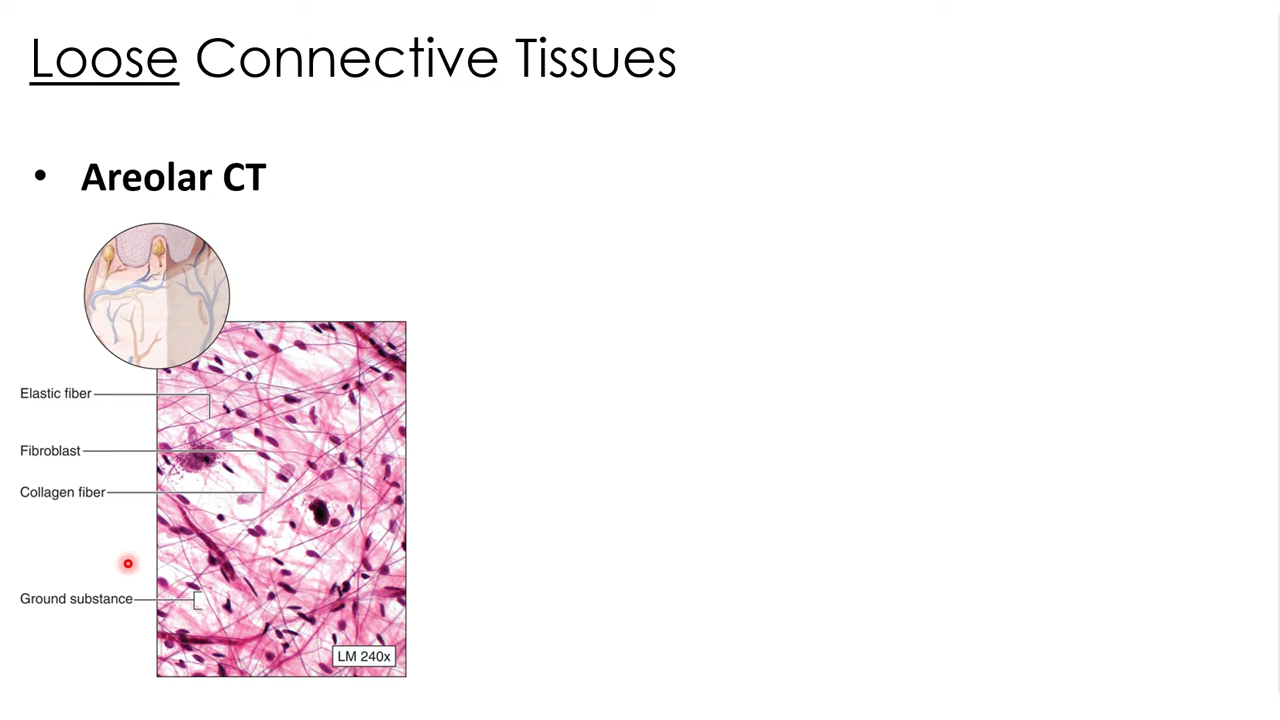 Loose Connective Tissues
• Areolar CT
Elastic fiber
Fibroblast
Collagen fiber
Ground substance
LM 240x